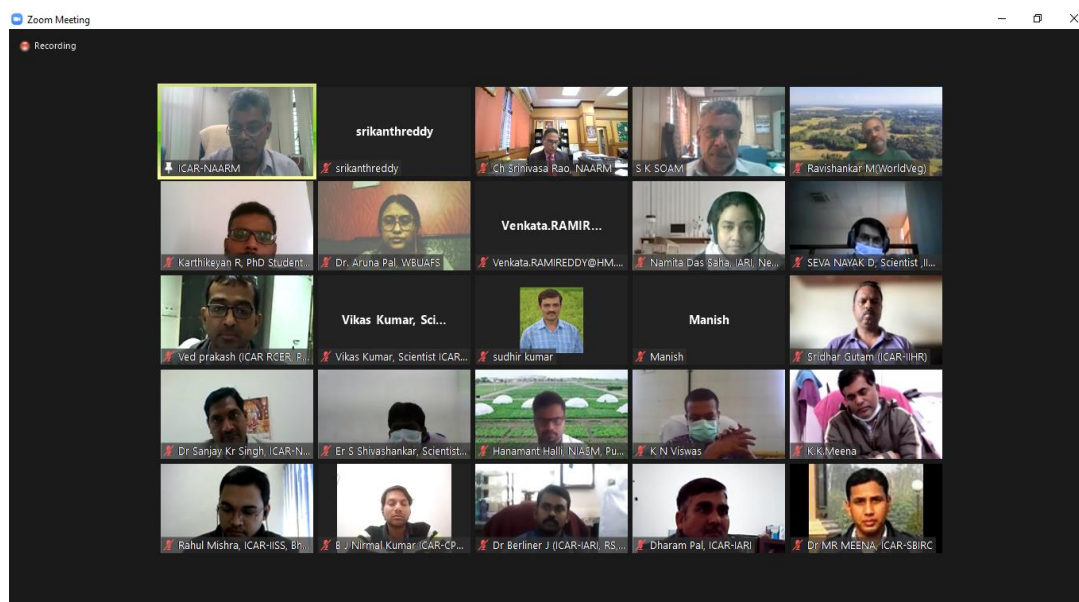 Zoom Meeting
Recording
ICAR-NAARM
srikanthreddy
srikanthreddy
Ch Srinivasa Rao, NAARM
S K SOAM
Ravishankar M(WorldVeg)
Karthikeyan R, PhD Student...
Dr. Aruna Pal, WBUAFS
Venkata.RAMIR...
Venkata.RAMIREDDY@HM....
Namita Das Saha, IARI, Ne...
SEVA NAYAK D, Scientist ,II...
Ved prakash (ICAR RCER, P...
Vikas Kumar, Sci...
Vikas Kumar, Scientist ICAR...
sudhir kumar
Manish
Manish
Sridhar Gutam (ICAR-IIHR)
Dr Sanjay Kr Singh, ICAR-N...
Er S Shivashankar, Scientist...
Hanamant Halli, NIASM, Pu...
K N Viswas
K.K.Meena
Rahul Mishra, ICAR-IISS, Bh...
B J Nirmal Kumar ICAR-CP...
Dr Berliner J (ICAR-IARI, RS,...
Dharam Pal, ICAR-IARI
Dr MR MEENA, ICAR-SBIRC